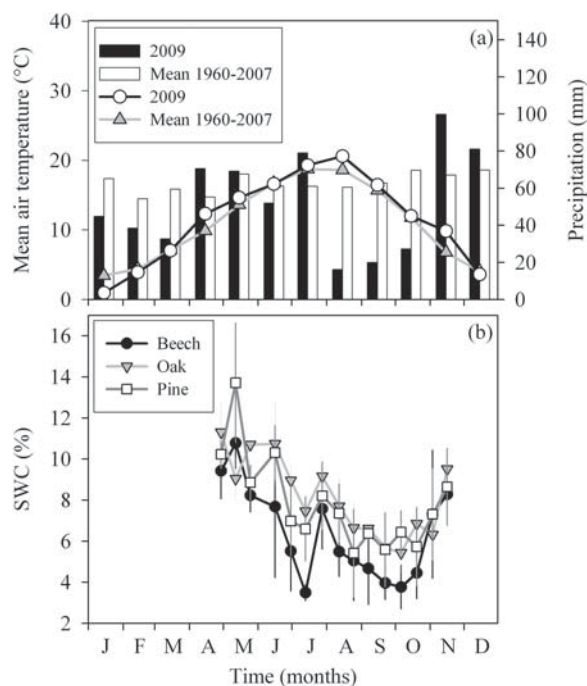 (a)
2009
Mean 1960-2007
2009
Mean 1960-2007
Mean air temperature (°C)
40
30
20
10
0
Precipitation (mm)
140
120
100
80
60
40
20
0
(b)
Beech
Oak
Pine
SWC (%)
16
14
12
10
8
6
4
2
J F M A M J J A S O N D
Time (months)